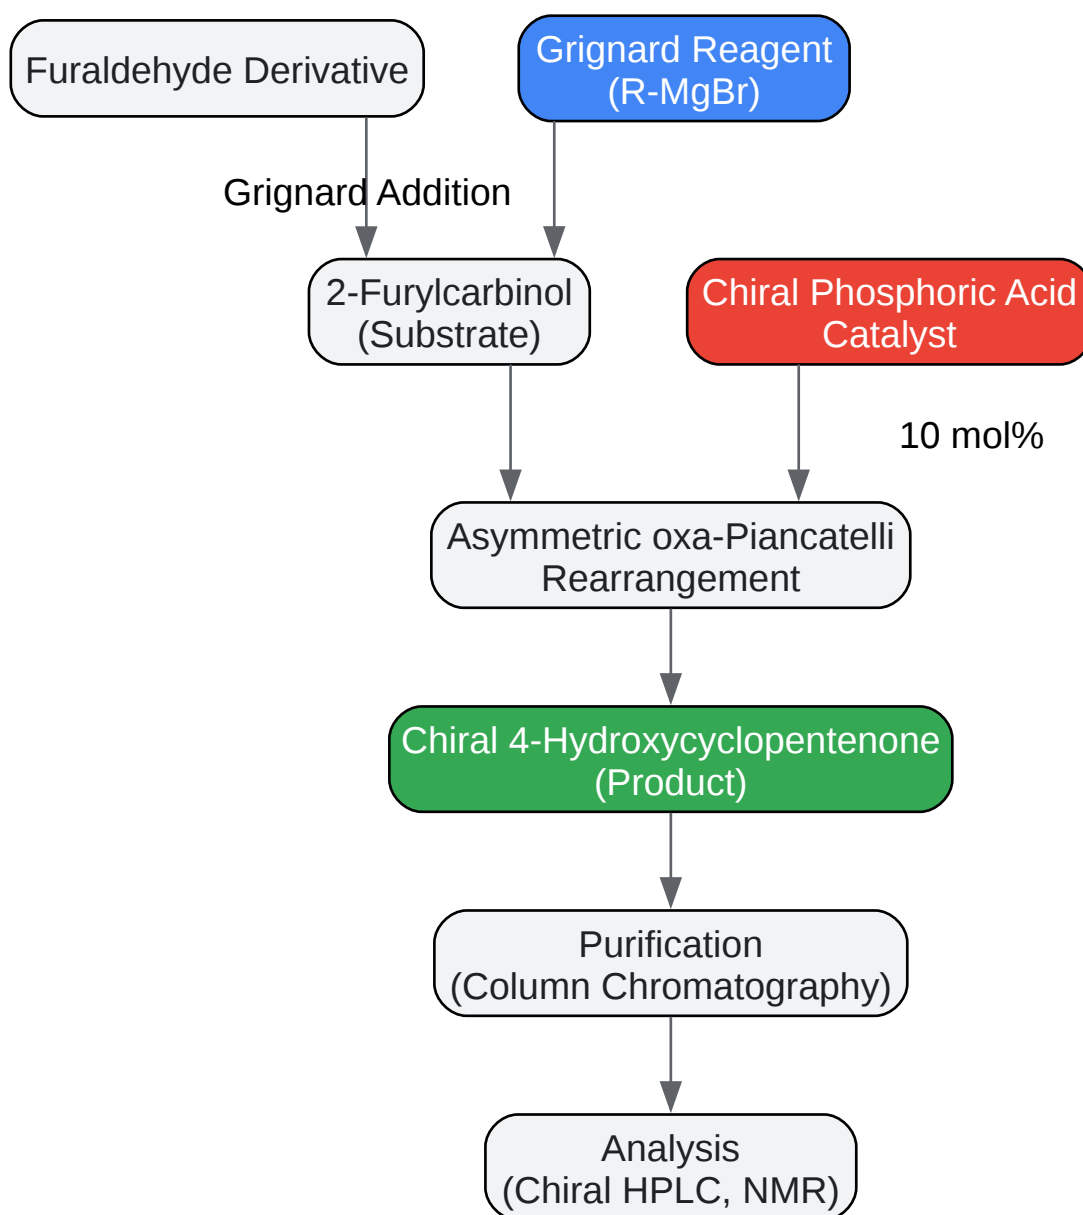 Furaldehyde Derivative
Grignard Reagent
(R-MgBr)
Grignard Addition
2-Furylcarbinol
(Substrate)
Chiral Phosphoric Acid
Catalyst
10 mol%
Asymmetric oxa-Piancatelli
Rearrangement
Chiral 4-Hydroxycyclopentenone
(Product)
Purification
(Column Chromatography)
Analysis
(Chiral HPLC, NMR)